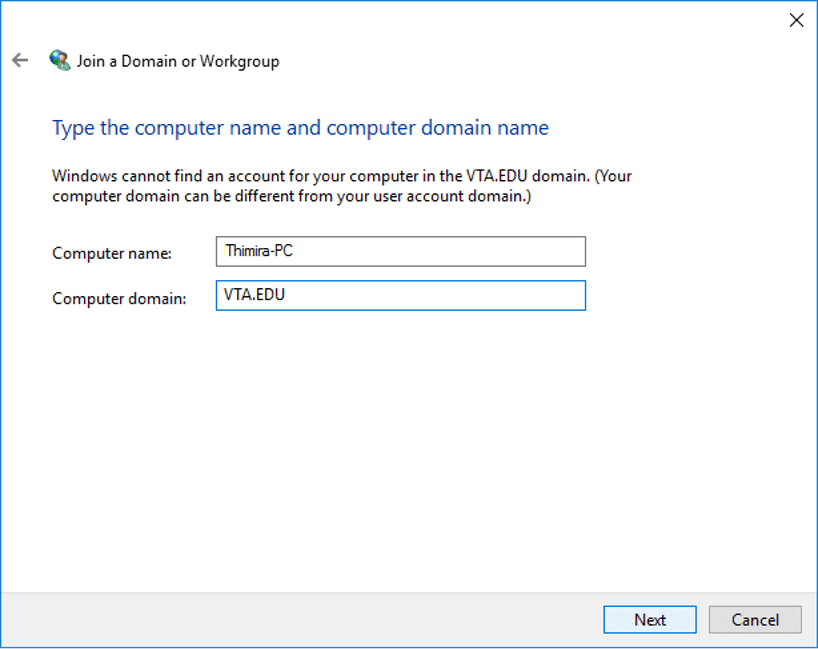 Join a Domain or Workgroup
Type the computer name and computer domain name
Windows cannot find an account for your computer in the VTA.EDU domain. (Your
computer domain can be different from your user account domain.)
Computer name: Thimira-PC
Computer domain: VTA.EDU
Next Cancel